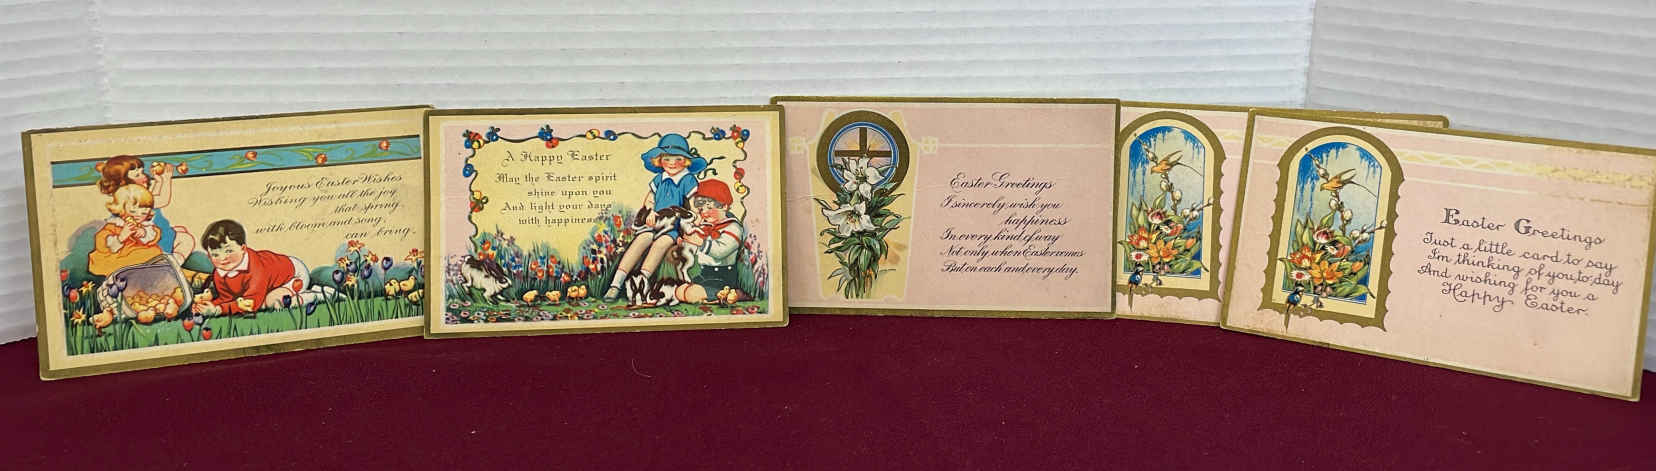 Joyous Easter Wishes
Wishing you all the joy
that spring,
with bloom and song,
can bring.
A Happy Easter
May the Easter spirit
shine upon you
And light your days
with happiness
Easter Greetings
I sincerely wish you
happiness
In every kind of way
Not only when Easter comes
But on each and every day.
Easter Greetings
Just a little card to say
I'm thinking of you to-day
And wishing for you a
Happy Easter.